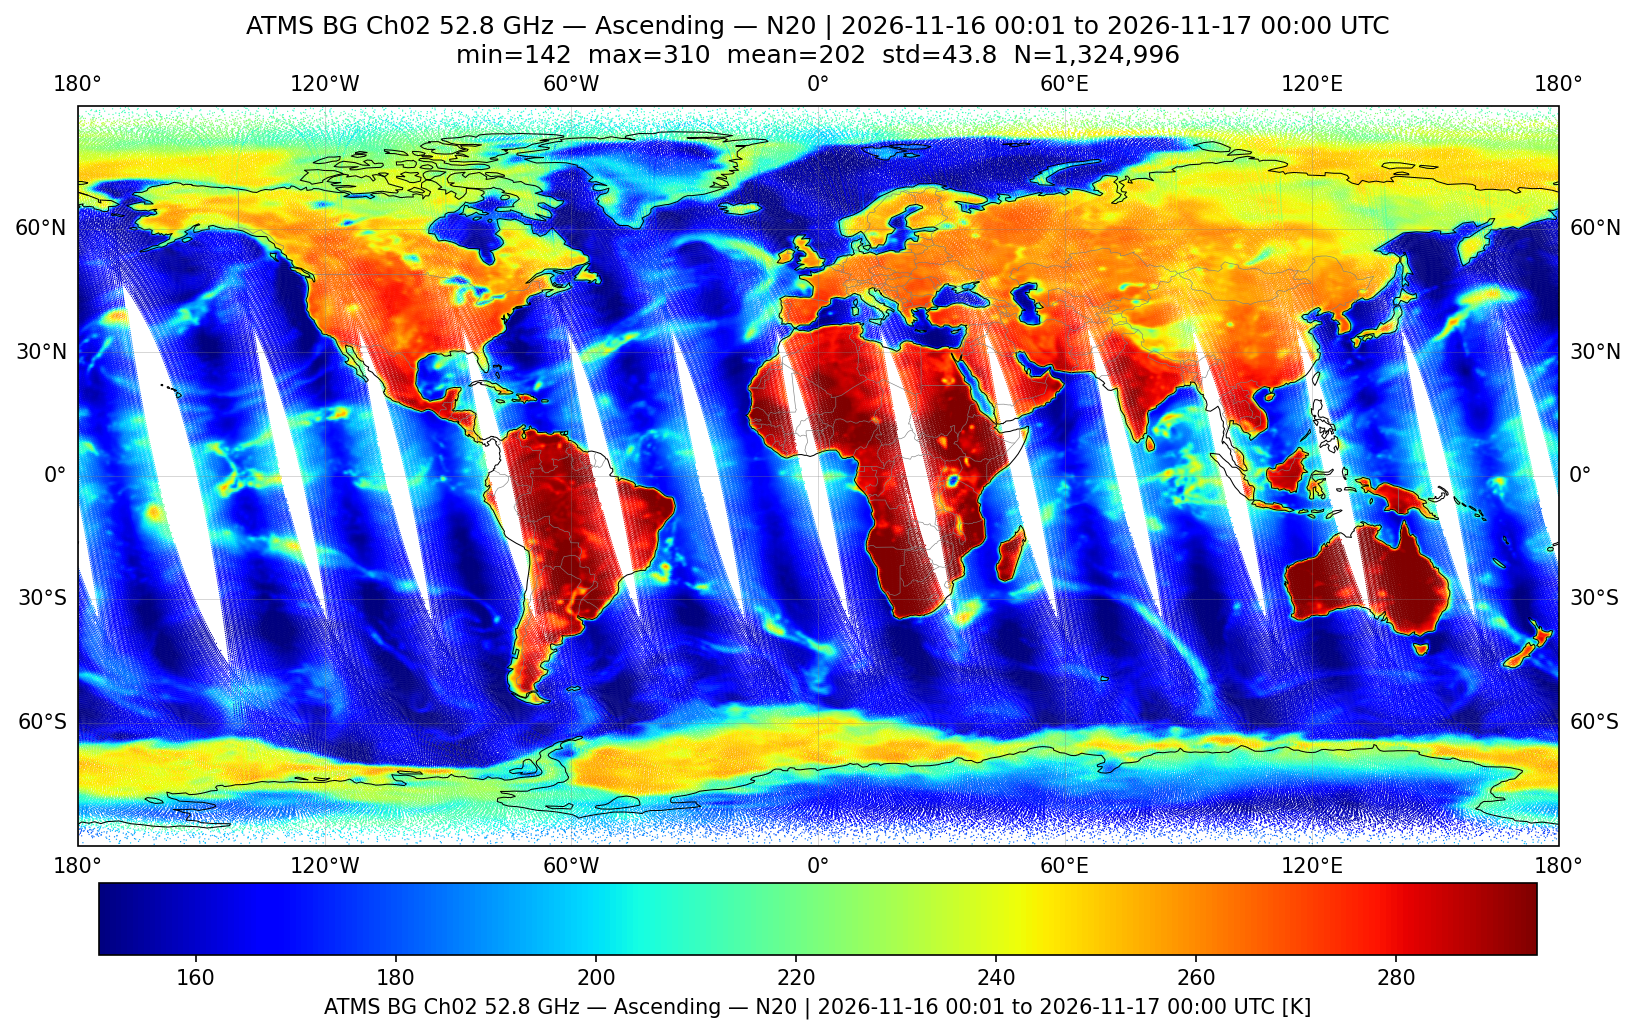 ATMS BG Ch02 52.8 GHz — Ascending — N20 | 2026-11-16 00:01 to 2026-11-17 00:00 UTC
min=142 max=310 mean=202 std=43.8 N=1,324,996
180° 120°W 60°W 0° 60°E 120°E 180°
60°N 60°N
30°N 30°N
0° 0°
30°S 30°S
60°S 60°S
180° 120°W 60°W 0° 60°E 120°E 180°
160 180 200 220 240 260 280
ATMS BG Ch02 52.8 GHz — Ascending — N20 | 2026-11-16 00:01 to 2026-11-17 00:00 UTC [K]